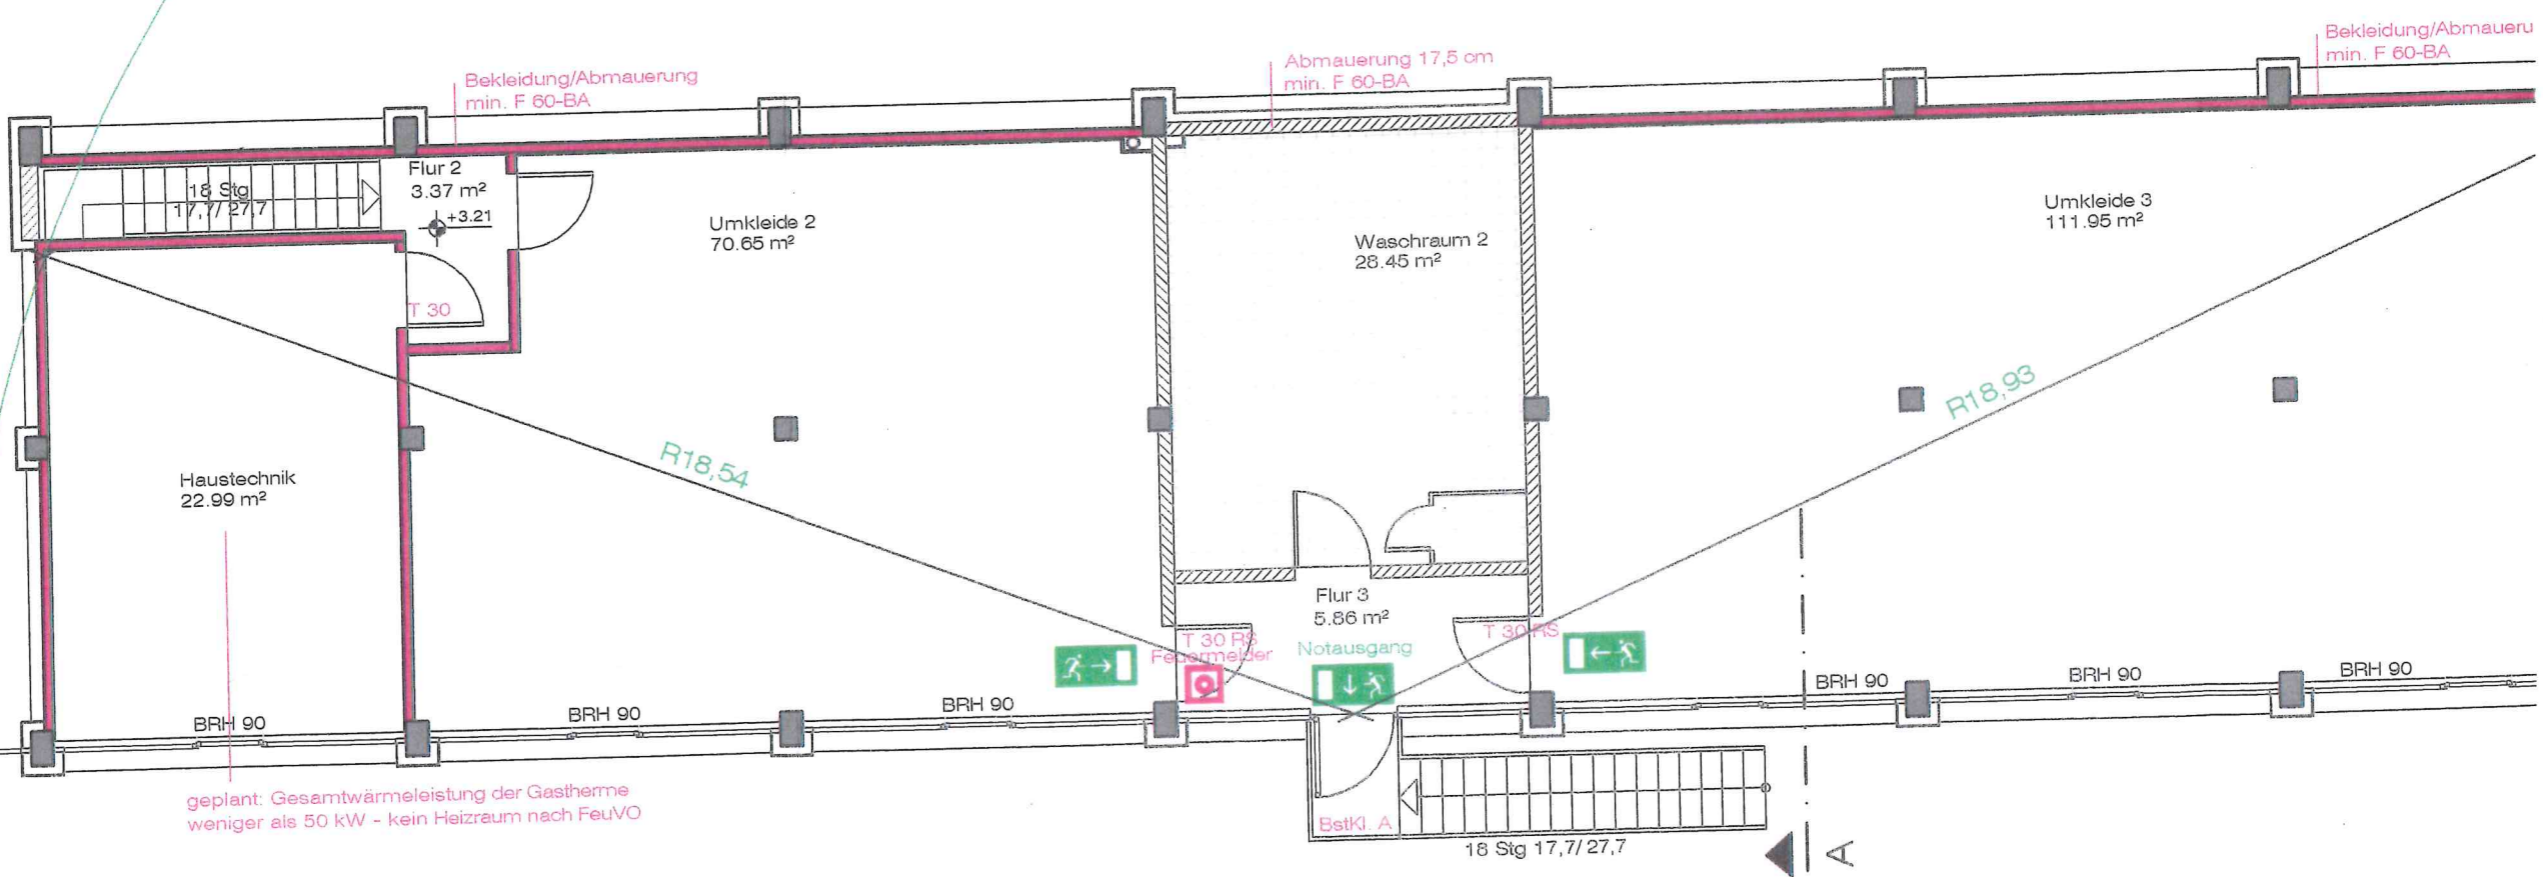 Bekleidung/Abmaueru
min. F 60-BA
Abmauerung 17,5 cm
min. F 60-BA
Bekleidung/Abmauerung
min. F 60-BA
Flur 2
3.37 m²
+3.21
18 Stg
17,7/ 27,7
Umkleide 2
70.65 m²
Waschraum 2
28.45 m²
Umkleide 3
111.95 m²
T 30
R18,54
R18,93
Haustechnik
22.99 m²
Flur 3
5.86 m²
T 30 RS
Feuermelder
Notausgang
T 30 RS
BRH 90
BRH 90
BRH 90
BRH 90
BRH 90
BRH 90
geplant: Gesamtwärmeleistung der Gastherme
weniger als 50 kW - kein Heizraum nach FeuVO
BstKl. A
18 Stg 17,7/ 27,7
A